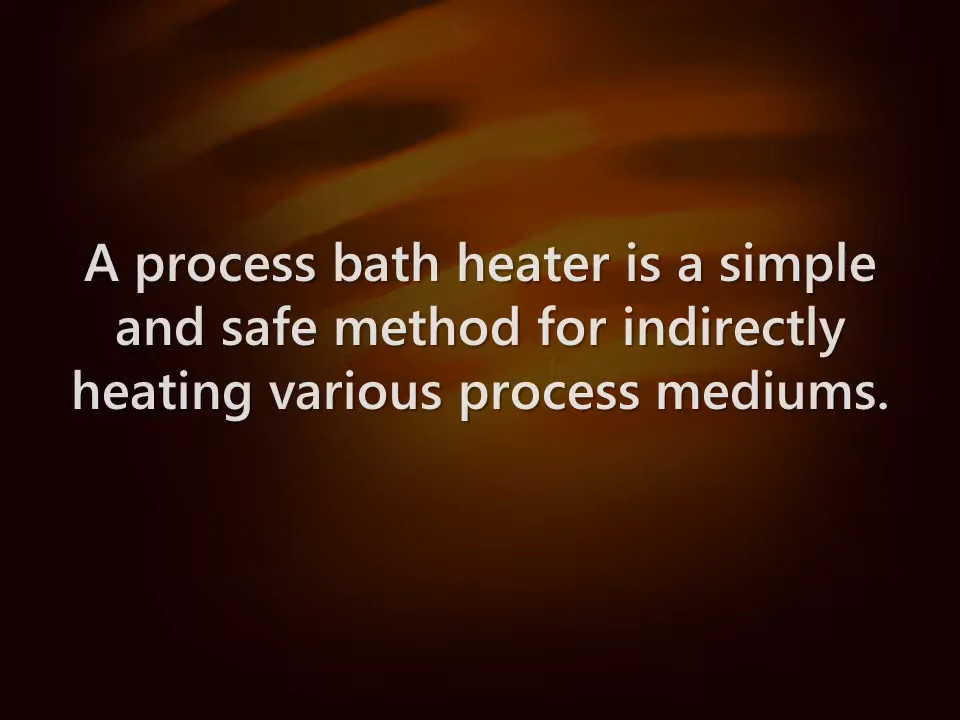 A process bath heater is a simple
and safe method for indirectly
heating various process mediums.